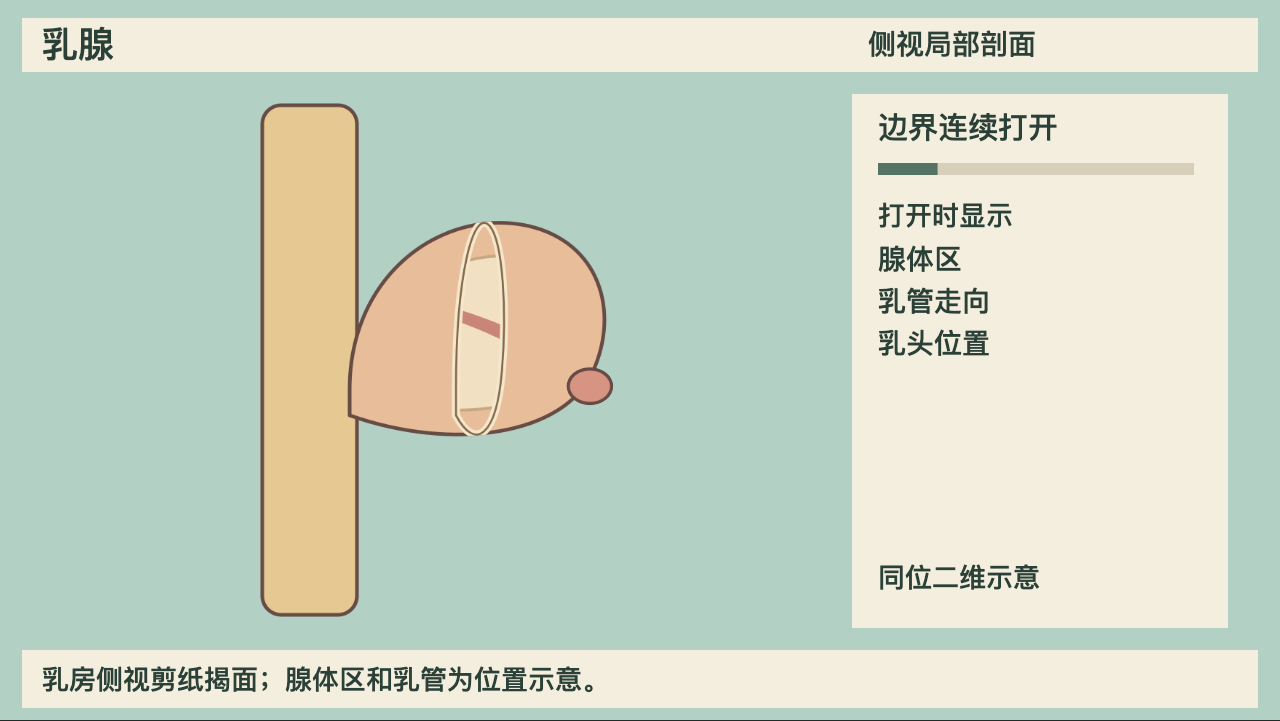 乳腺
侧视局部剖面
边界连续打开
打开时显示
腺体区
乳管走向
乳头位置
同位二维示意
乳房侧视剪纸揭面；腺体区和乳管为位置示意。